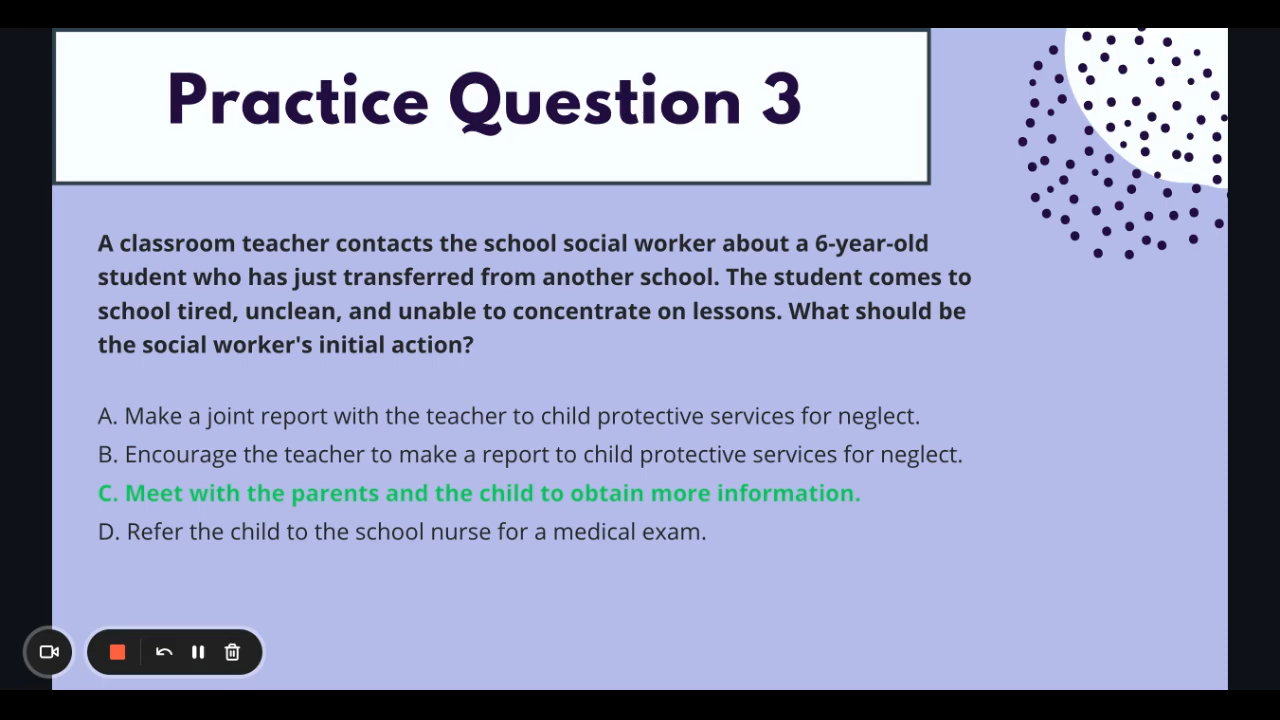 Practice Question 3
A classroom teacher contacts the school social worker about a 6-year-old
student who has just transferred from another school. The student comes to
school tired, unclean, and unable to concentrate on lessons. What should be
the social worker's initial action?
A. Make a joint report with the teacher to child protective services for neglect.
B. Encourage the teacher to make a report to child protective services for neglect.
C. Meet with the parents and the child to obtain more information.
D. Refer the child to the school nurse for a medical exam.